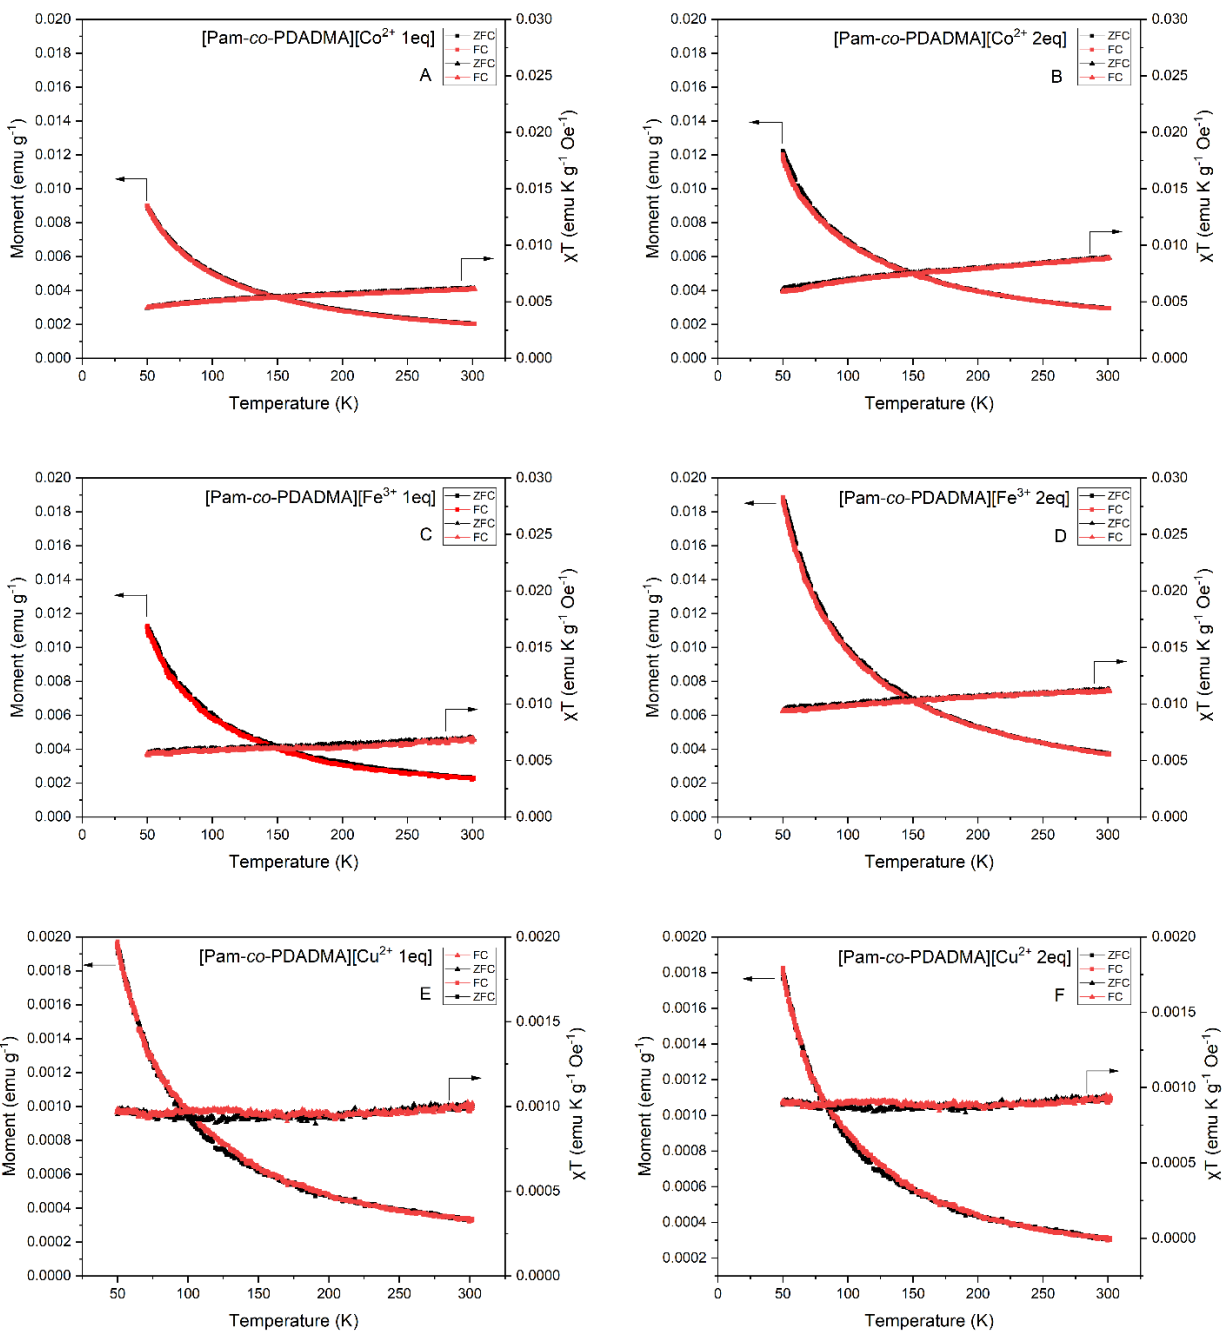 [Pam-co-PDADMA][Co²⁺ 1eq]
A
ZFC
FC
ZFC
FC
0.020
0.018
0.016
0.014
0.012
0.010
0.008
0.006
0.004
0.002
0.000
Moment (emu g⁻¹)
0.030
0.025
0.020
0.015
0.010
0.005
0.000
χT (emu K g⁻¹ Oe⁻¹)
0 50 100 150 200 250 300
Temperature (K)
[Pam-co-PDADMA][Co²⁺ 2eq]
B
ZFC
FC
ZFC
FC
0.020
0.018
0.016
0.014
0.012
0.010
0.008
0.006
0.004
0.002
0.000
Moment (emu g⁻¹)
0.030
0.025
0.020
0.015
0.010
0.005
0.000
χT (emu K g⁻¹ Oe⁻¹)
0 50 100 150 200 250 300
Temperature (K)
[Pam-co-PDADMA][Fe³⁺ 1eq]
C
ZFC
FC
ZFC
FC
0.020
0.018
0.016
0.014
0.012
0.010
0.008
0.006
0.004
0.002
0.000
Moment (emu g⁻¹)
0.030
0.025
0.020
0.015
0.010
0.005
0.000
χT (emu K g⁻¹ Oe⁻¹)
0 50 100 150 200 250 300
Temperature (K)
[Pam-co-PDADMA][Fe³⁺ 2eq]
D
ZFC
FC
ZFC
FC
0.020
0.018
0.016
0.014
0.012
0.010
0.008
0.006
0.004
0.002
0.000
Moment (emu g⁻¹)
0.030
0.025
0.020
0.015
0.010
0.005
0.000
χT (emu K g⁻¹ Oe⁻¹)
0 50 100 150 200 250 300
Temperature (K)
[Pam-co-PDADMA][Cu²⁺ 1eq]
E
FC
ZFC
FC
ZFC
0.0020
0.0018
0.0016
0.0014
0.0012
0.0010
0.0008
0.0006
0.0004
0.0002
0.0000
Moment (emu g⁻¹)
0.0020
0.0015
0.0010
0.0005
0.0000
χT (emu K g⁻¹ Oe⁻¹)
50 100 150 200 250 300
Temperature (K)
[Pam-co-PDADMA][Cu²⁺ 2eq]
F
ZFC
FC
ZFC
FC
0.0020
0.0018
0.0016
0.0014
0.0012
0.0010
0.0008
0.0006
0.0004
0.0002
Moment (emu g⁻¹)
0.0020
0.0015
0.0010
0.0005
0.0000
χT (emu K g⁻¹ Oe⁻¹)
0 50 100 150 200 250 300
Temperature (K)